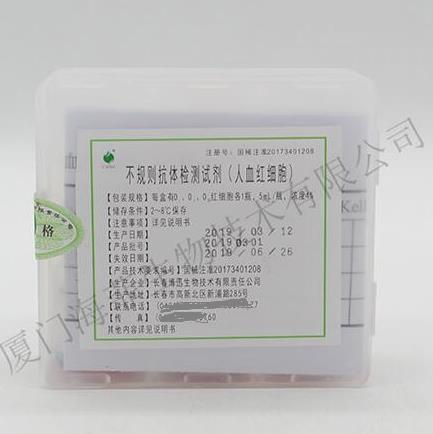 注册号：国械注准20173401208
不规则抗体检测试剂（人血红细胞）
【包装规格】每盒有O1、O2、O3红细胞各1瓶，5ml/瓶，浓度4%
【储存条件】2~8℃保存
【注意事项】详见说明书
【生产日期】2019 / 03 / 12
【产品批号】20190301
【失效日期】2019 / 06 / 26
【产品技术要求编号】国械注准20173401208
【生产企业】长春博迅生物技术有限责任公司
【生产地址】长春市高新北区新浦路285号
【联系电话】
【传 真】
其他内容详见说明书
格
Kell
厦门海
生物技术有限公司